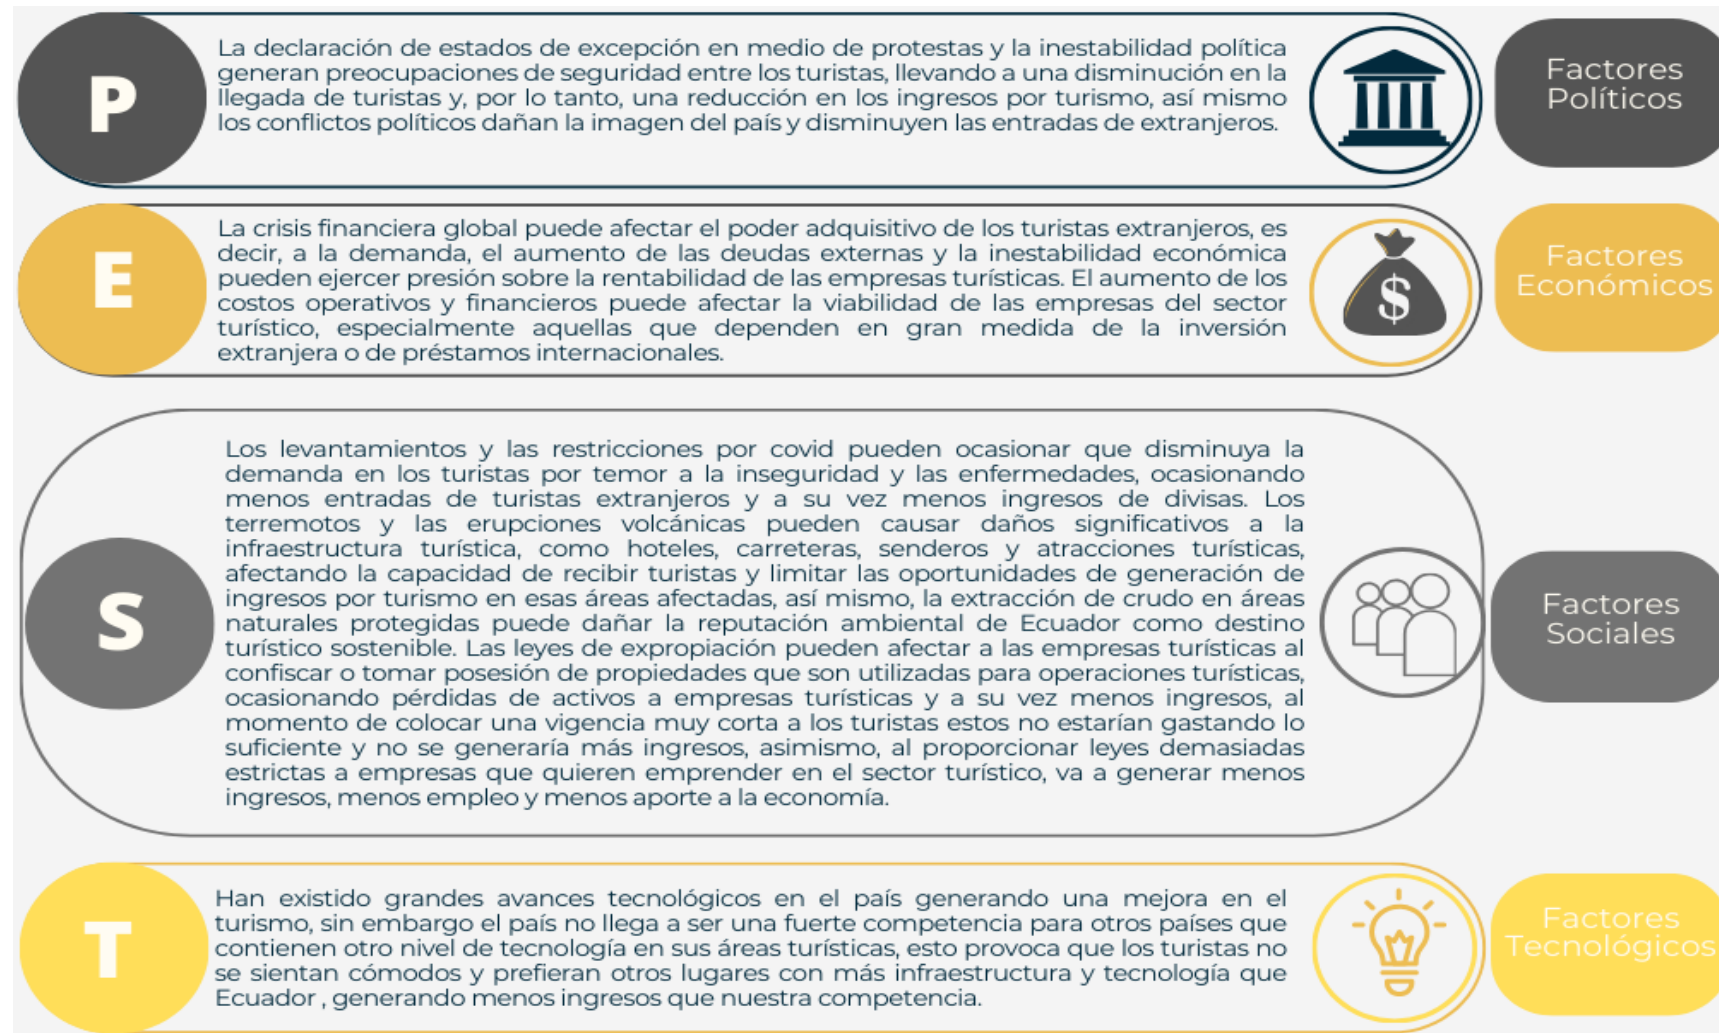 P
La declaración de estados de excepción en medio de protestas y la inestabilidad política
generan preocupaciones de seguridad entre los turistas, llevando a una disminución en la
llegada de turistas y, por lo tanto, una reducción en los ingresos por turismo, así mismo
los conflictos políticos dañan la imagen del país y disminuyen las entradas de extranjeros.
Factores
Políticos
E
La crisis financiera global puede afectar el poder adquisitivo de los turistas extranjeros, es
decir, a la demanda, el aumento de las deudas externas y la inestabilidad económica
pueden ejercer presión sobre la rentabilidad de las empresas turísticas. El aumento de los
costos operativos y financieros puede afectar la viabilidad de las empresas del sector
turístico, especialmente aquellas que dependen en gran medida de la inversión
extranjera o de préstamos internacionales.
$
Factores
Económicos
S
Los levantamientos y las restricciones por covid pueden ocasionar que disminuya la
demanda en los turistas por temor a la inseguridad y las enfermedades, ocasionando
menos entradas de turistas extranjeros y a su vez menos ingresos de divisas. Los
terremotos y las erupciones volcánicas pueden causar daños significativos a la
infraestructura turística, como hoteles, carreteras, senderos y atracciones turísticas,
afectando la capacidad de recibir turistas y limitar las oportunidades de generación de
ingresos por turismo en esas áreas afectadas, así mismo, la extracción de crudo en áreas
naturales protegidas puede dañar la reputación ambiental de Ecuador como destino
turístico sostenible. Las leyes de expropiación pueden afectar a las empresas turísticas al
confiscar o tomar posesión de propiedades que son utilizadas para operaciones turísticas,
ocasionando pérdidas de activos a empresas turísticas y a su vez menos ingresos, al
momento de colocar una vigencia muy corta a los turistas estos no estarían gastando lo
suficiente y no se generaría más ingresos, asimismo, al proporcionar leyes demasiadas
estrictas a empresas que quieren emprender en el sector turístico, va a generar menos
ingresos, menos empleo y menos aporte a la economía.
Factores
Sociales
T
Han existido grandes avances tecnológicos en el país generando una mejora en el
turismo, sin embargo el país no llega a ser una fuerte competencia para otros países que
contienen otro nivel de tecnología en sus áreas turísticas, esto provoca que los turistas no
se sientan cómodos y prefieran otros lugares con más infraestructura y tecnología que
Ecuador , generando menos ingresos que nuestra competencia.
Factores
Tecnológicos